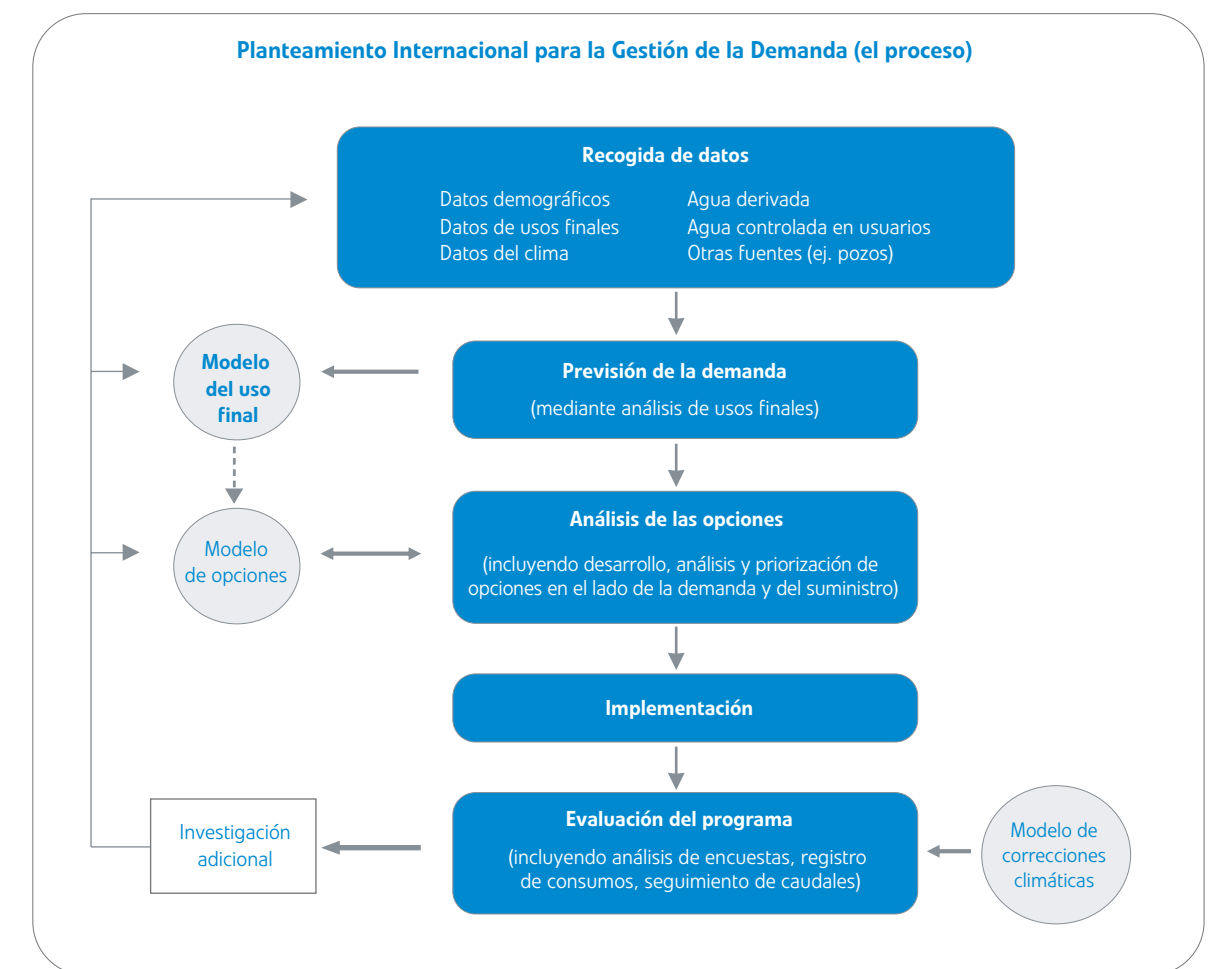 Planteamiento Internacional para la Gestión de la Demanda (el proceso)
Recogida de datos
Datos demográficos
Datos de usos finales
Datos del clima
Agua derivada
Agua controlada en usuarios
Otras fuentes (ej. pozos)
Modelo
del uso
final
Previsión de la demanda
(mediante análisis de usos finales)
Modelo
de opciones
Análisis de las opciones
(incluyendo desarrollo, análisis y priorización de
opciones en el lado de la demanda y del suministro)
Implementación
Investigación
adicional
Evaluación del programa
(incluyendo análisis de encuestas, registro
de consumos, seguimiento de caudales)
Modelo de
correcciones
climáticas